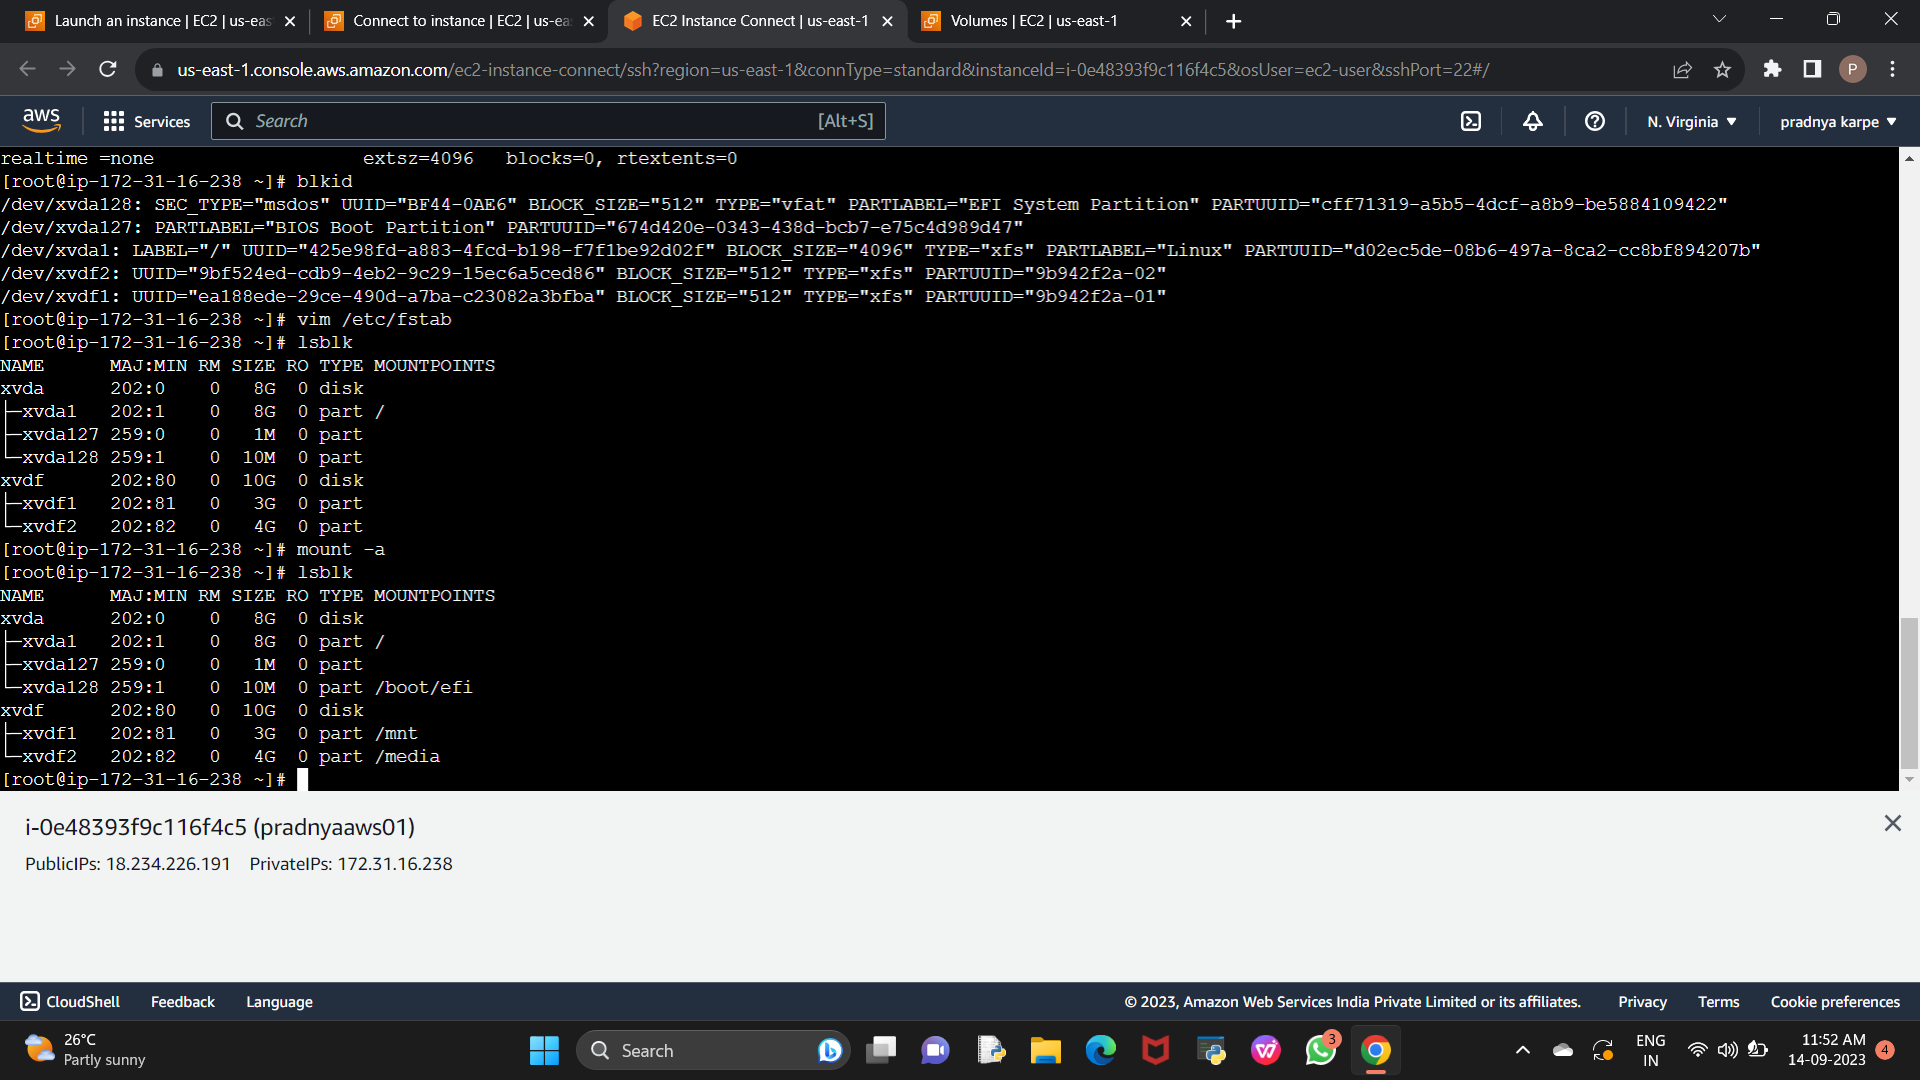 Launch an instance | EC2 | us-eas
Connect to instance | EC2 | us-ea
EC2 Instance Connect | us-east-1
Volumes | EC2 | us-east-1
us-east-1.console.aws.amazon.com/ec2-instance-connect/ssh?region=us-east-1&connType=standard&instanceId=i-0e48393f9c116f4c5&osUser=ec2-user&sshPort=22#/
P
aws
Services
Search
[Alt+S]
N. Virginia
pradnya karpe
realtime =none                   extsz=4096   blocks=0, rtextents=0
[root@ip-172-31-16-238 ~]# blkid
/dev/xvda128: SEC_TYPE="msdos" UUID="BF44-0AE6" BLOCK_SIZE="512" TYPE="vfat" PARTLABEL="EFI System Partition" PARTUUID="cff71319-a5b5-4dcf-a8b9-be5884109422"
/dev/xvda127: PARTLABEL="BIOS Boot Partition" PARTUUID="674d420e-0343-438d-bcb7-e75c4d989d47"
/dev/xvda1: LABEL="/" UUID="425e98fd-a883-4fcd-b198-f7f1be92d02f" BLOCK_SIZE="4096" TYPE="xfs" PARTLABEL="Linux" PARTUUID="d02ec5de-08b6-497a-8ca2-cc8bf894207b"
/dev/xvdf2: UUID="9bf524ed-cdb9-4eb2-9c29-15ec6a5ced86" BLOCK_SIZE="512" TYPE="xfs" PARTUUID="9b942f2a-02"
/dev/xvdf1: UUID="ea188ede-29ce-490d-a7ba-c23082a3bfba" BLOCK_SIZE="512" TYPE="xfs" PARTUUID="9b942f2a-01"
[root@ip-172-31-16-238 ~]# vim /etc/fstab
[root@ip-172-31-16-238 ~]# lsblk
NAME      MAJ:MIN RM SIZE RO TYPE MOUNTPOINTS
xvda      202:0    0   8G  0 disk
├─xvda1   202:1    0   8G  0 part /
├─xvda127 259:0    0   1M  0 part
└─xvda128 259:1    0  10M  0 part
xvdf      202:80   0  10G  0 disk
├─xvdf1   202:81   0   3G  0 part
└─xvdf2   202:82   0   4G  0 part
[root@ip-172-31-16-238 ~]# mount -a
[root@ip-172-31-16-238 ~]# lsblk
NAME      MAJ:MIN RM SIZE RO TYPE MOUNTPOINTS
xvda      202:0    0   8G  0 disk
├─xvda1   202:1    0   8G  0 part /
├─xvda127 259:0    0   1M  0 part
└─xvda128 259:1    0  10M  0 part /boot/efi
xvdf      202:80   0  10G  0 disk
├─xvdf1   202:81   0   3G  0 part /mnt
└─xvdf2   202:82   0   4G  0 part /media
[root@ip-172-31-16-238 ~]#
i-0e48393f9c116f4c5 (pradnyaaws01)
PublicIPs: 18.234.226.191    PrivateIPs: 172.31.16.238
CloudShell
Feedback
Language
© 2023, Amazon Web Services India Private Limited or its affiliates.
Privacy
Terms
Cookie preferences
26°C
Partly sunny
Search
3
ENG
IN
11:52 AM
14-09-2023
4